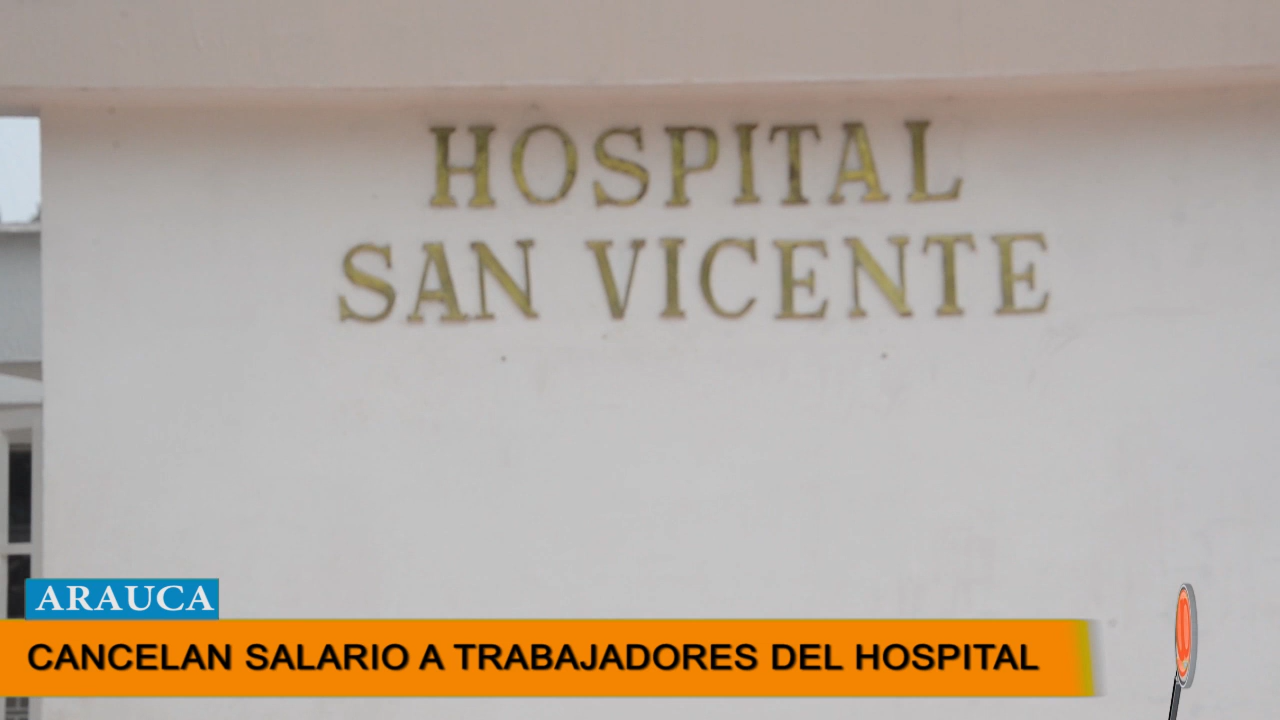 HOSPITAL
SAN VICENTE
ARAUCA
CANCELAN SALARIO A TRABAJADORES DEL HOSPITAL